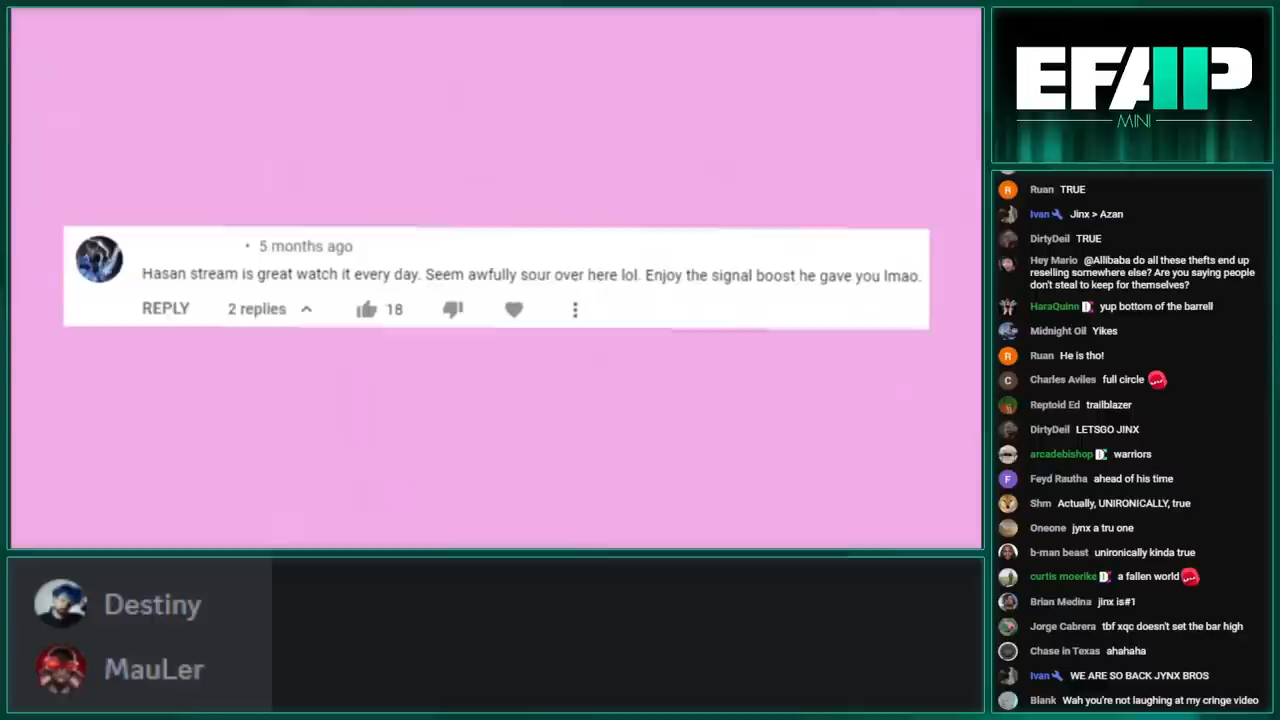 • 5 months ago
Hasan stream is great watch it every day. Seem awfully sour over here lol. Enjoy the signal boost he gave you lmao.
REPLY 2 replies 18
Destiny
MauLer
EFAP
MINI
R Ruan TRUE
Ivan Jinx > Azan
DirtyDeil TRUE
Hey Mario @Allibaba do all these thefts end up
reselling somewhere else? Are you saying people
don't steal to keep for themselves?
HaraQuinn D yup bottom of the barrell
Midnight Oil Yikes
R Ruan He is tho!
C Charles Aviles full circle
Reptoid Ed trailblazer
DirtyDeil LETSGO JINX
arcadebishop D warriors
F Feyd Rautha ahead of his time
Shm Actually, UNIRONICALLY, true
Oneone jynx a tru one
b-man beast unironically kinda true
curtis moerike D a fallen world
Brian Medina jinx is#1
Jorge Cabrera tbf xqc doesn't set the bar high
Chase in Texas ahahaha
Ivan WE ARE SO BACK JYNX BROS
Blank Wah you're not laughing at my cringe video